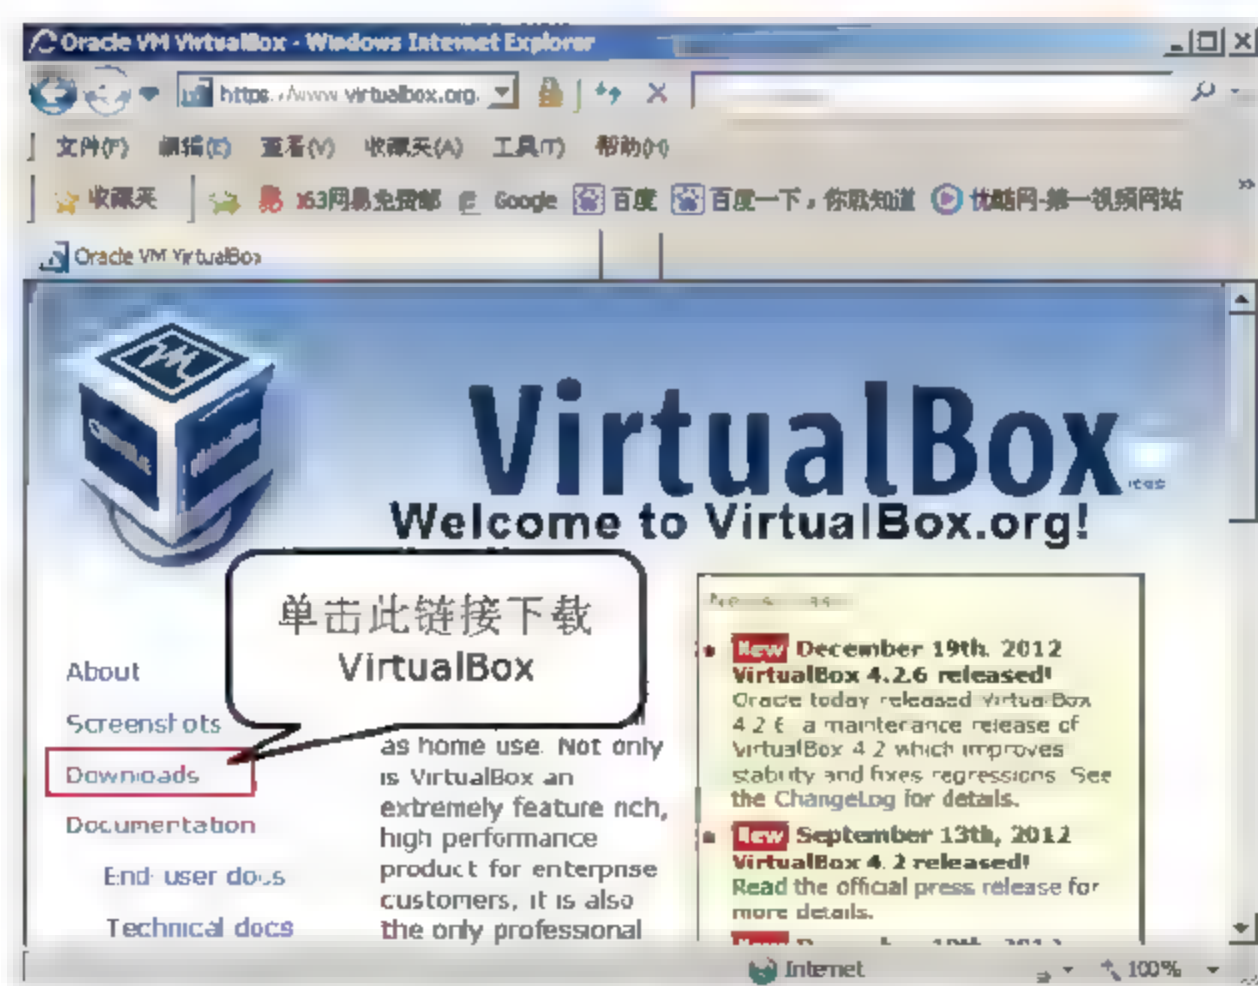 Oracle VM VirtualBox - Windows Internet Explorer
https://www.virtualbox.org.
文件(F) 编辑(E) 查看(V) 收藏夹(A) 工具(T) 帮助(H)
收藏夹 163网易免费邮 Google 百度 百度一下，你就知道 优酷网-第一视频网站
Oracle VM VirtualBox
VirtualBox
Welcome to VirtualBox.org!
单击此链接下载
VirtualBox
About
Screenshots
Downloads
Documentation
End-user docs
Technical docs
as home use. Not only
is VirtualBox an
extremely feature rich,
high performance
product for enterprise
customers, it is also
the only professional
New December 19th, 2012
VirtualBox 4.2.6 released!
Oracle today released VirtualBox
4.2.6, a maintenance release of
VirtualBox 4.2 which improves
stability and fixes regressions. See
the ChangeLog for details.
New September 13th, 2012
VirtualBox 4.2 released!
Read the official press release for
more details.
Internet
100%